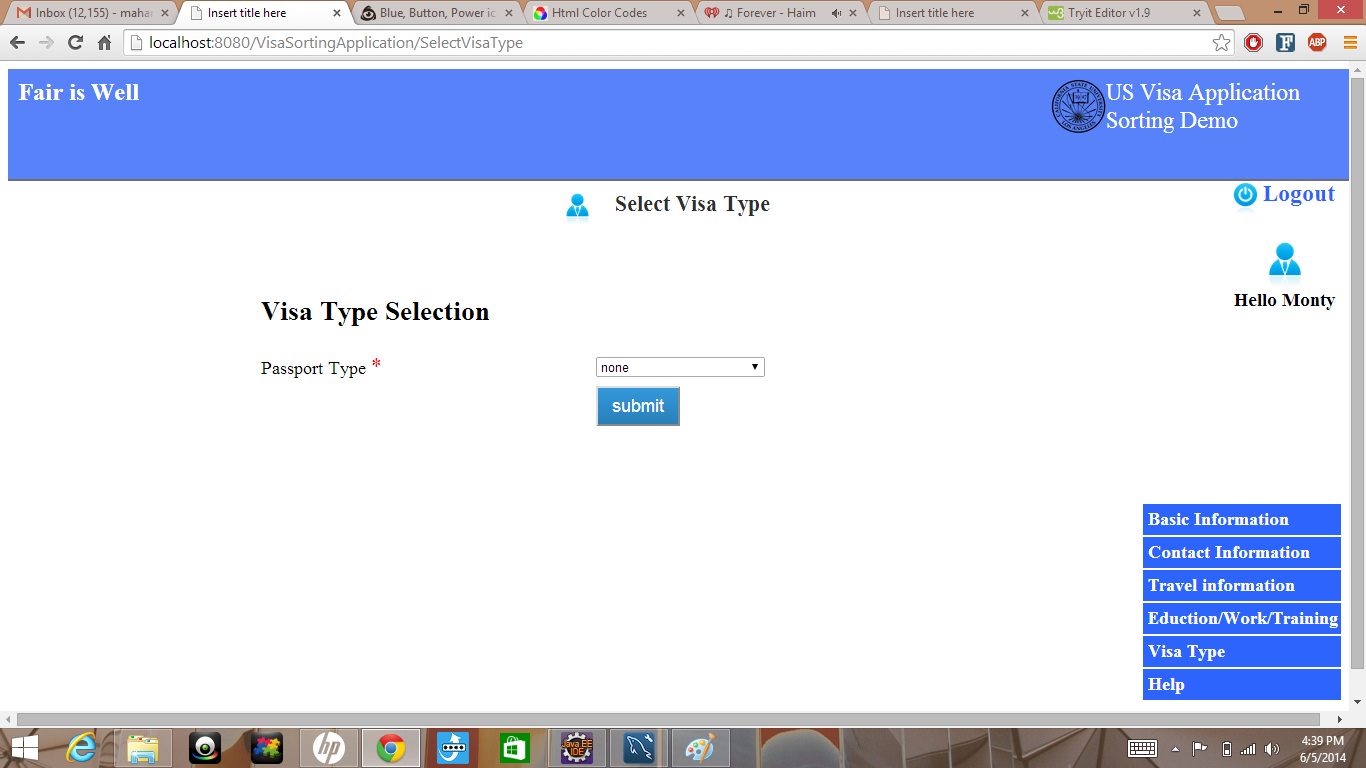 Inbox (12,155) - mahar
Insert title here
Blue, Button, Power ic
Html Color Codes
♫ Forever - Haim
Insert title here
Tryit Editor v1.9
localhost:8080/VisaSortingApplication/SelectVisaType
ABP
Fair is Well
US Visa Application
Sorting Demo
Select Visa Type
Logout
Hello Monty
Visa Type Selection
Passport Type *
none
submit
Basic Information
Contact Information
Travel information
Eduction/Work/Training
Visa Type
Help
hp
Java EE
IDE
4:39 PM
6/5/2014